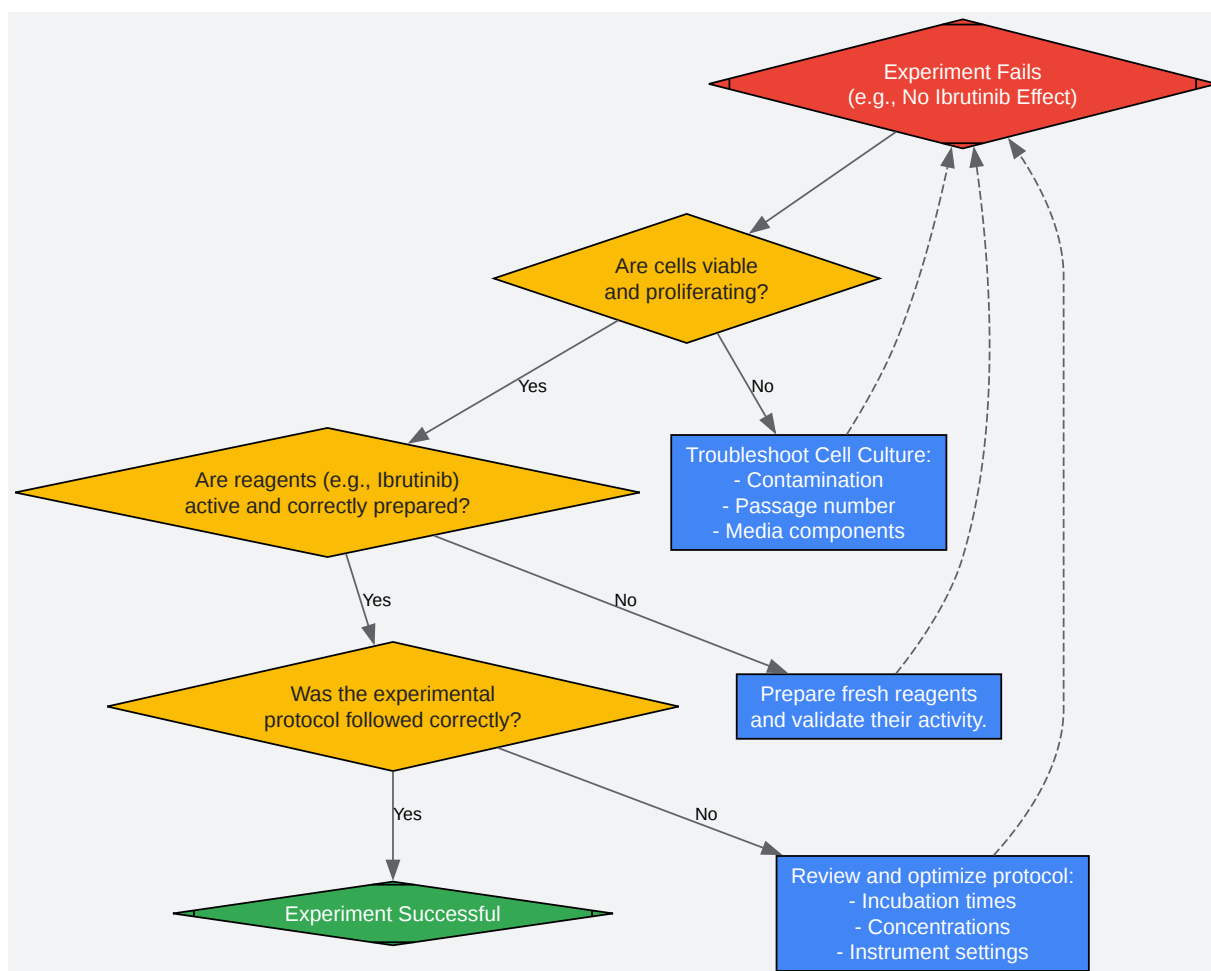 Experiment Fails
(e.g., No Ibrutinib Effect)
Are cells viable
and proliferating?
Yes
No
Troubleshoot Cell Culture:
- Contamination
- Passage number
- Media components
Are reagents (e.g., Ibrutinib)
active and correctly prepared?
Yes
No
Prepare fresh reagents
and validate their activity.
Was the experimental
protocol followed correctly?
Yes
No
Review and optimize protocol:
- Incubation times
- Concentrations
- Instrument settings
Experiment Successful